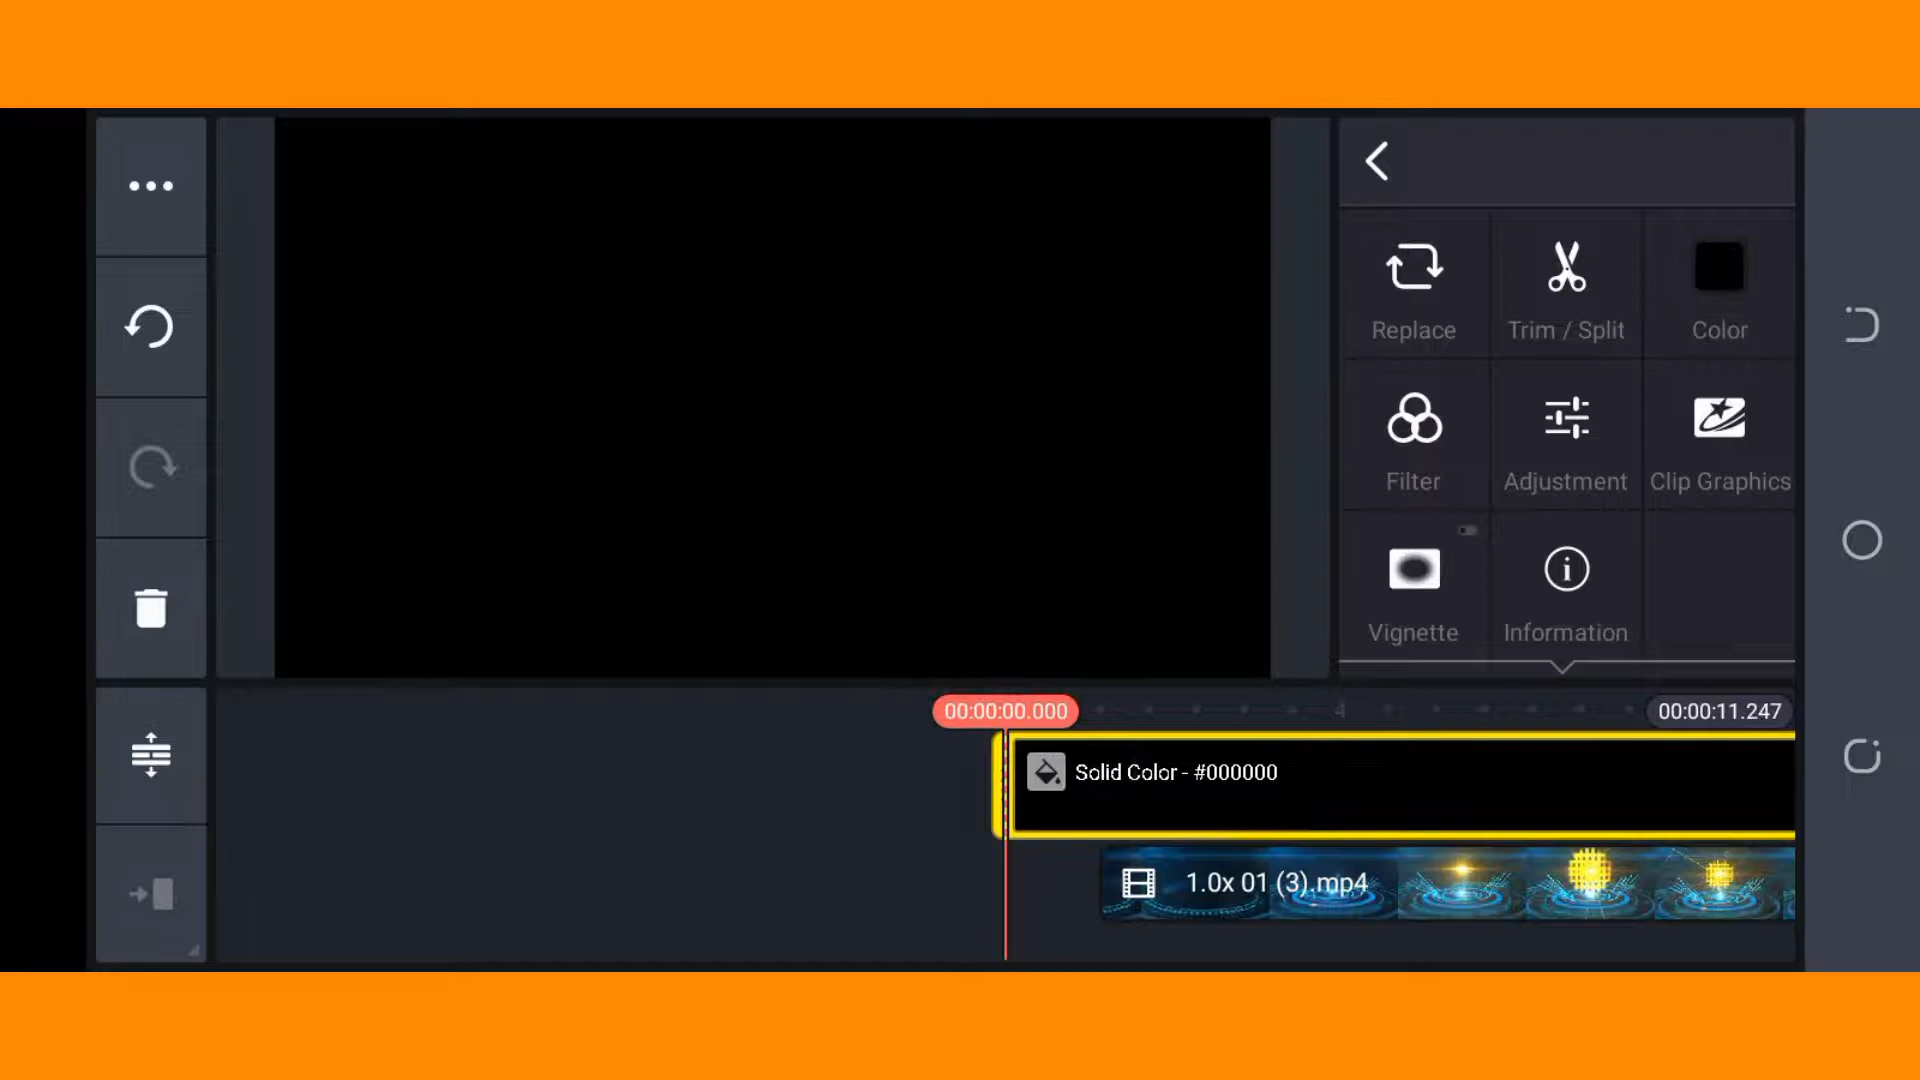 Replace
Trim / Split
Color
Filter
Adjustment
Clip Graphics
Vignette
Information
00:00:00.000
4
00:00:11.247
Solid Color - #000000
1.0x 01 (3).mp4